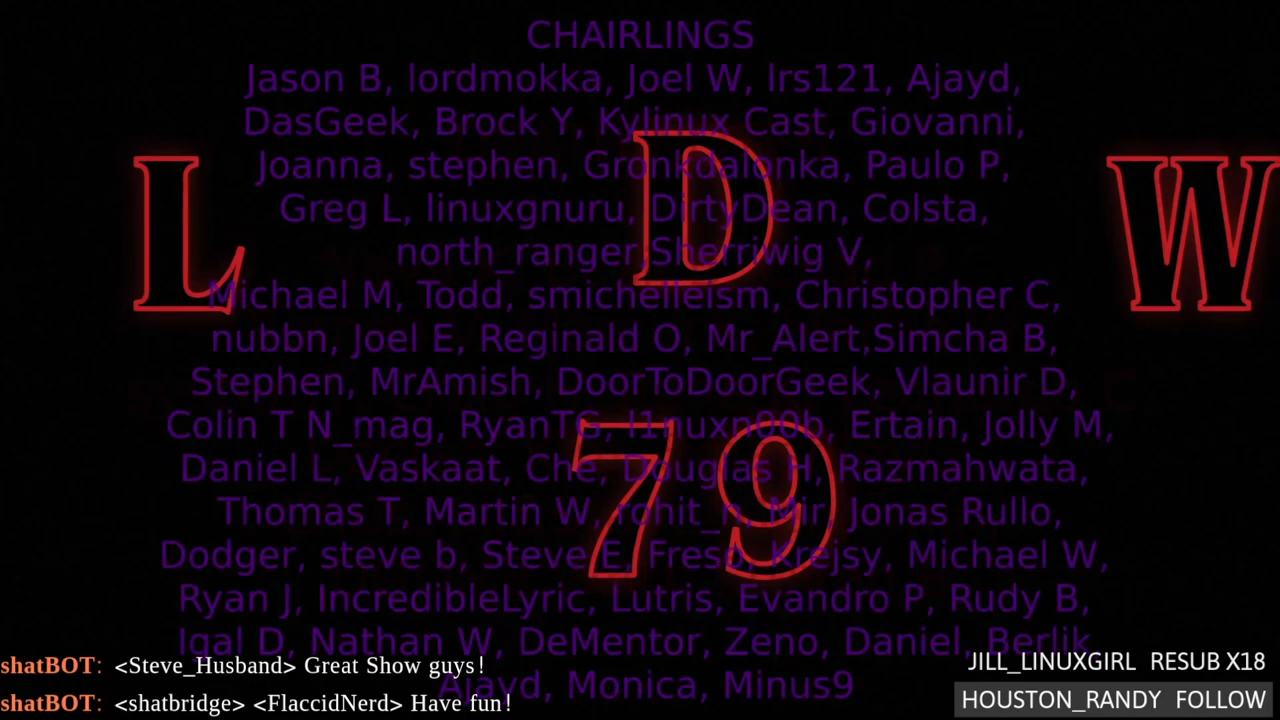 CHAIRLINGS
Jason B, lordmokka, Joel W, lrs121, Ajayd,
DasGeek, Brock Y, Kylinux Cast, Giovanni,
Joanna, stephen, Gronkdalonka, Paulo P,
Greg L, linuxgnuru, DirtyDean, Colsta,
north_ranger,Sherriwig V,
L D W
Michael M, Todd, smichelleism, Christopher C,
nubbn, Joel E, Reginald O, Mr_Alert,Simcha B,
Stephen, MrAmish, DoorToDoorGeek, Vlaunir D,
Colin T N_mag, RyanTG, l1nuxn00b, Ertain, Jolly M,
Daniel L, Vaskaat, Che, Douglas H, Razmahwata,
79
Thomas T, Martin W, rohit_n, Mir, Jonas Rullo,
Dodger, steve b, Steve E, Freso, Krejsy, Michael W,
Ryan J, IncredibleLyric, Lutris, Evandro P, Rudy B,
Igal D, Nathan W, DeMentor, Zeno, Daniel, Berlik,
Ajayd, Monica, Minus9
shatBOT: <Steve_Husband> Great Show guys!
shatBOT: <shatbridge> <FlaccidNerd> Have fun!
JILL_LINUXGIRL RESUB X18
HOUSTON_RANDY FOLLOW